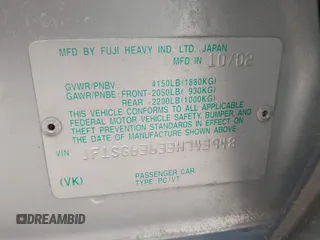 MFD BY FUJI HEAVY IND. LTD. JAPAN
MFD IN 10/02
GVWR/PNBV 4150LB(1880KG)
GAWR/PNBE FRONT-2050LB( 930KG)
REAR -2200LB(1000KG)
THIS VEHICLE CONFORMS TO ALL APPLICABLE
FEDERAL MOTOR VEHICLE SAFETY, BUMPER, AND
THEFT PREVENTION STANDARDS IN EFFECT ON THE
DATE OF MANUFACTURE SHOWN ABOVE.
VIN
PASSENGER CAR
(VK) TYPE PC/VT
DREAMBID